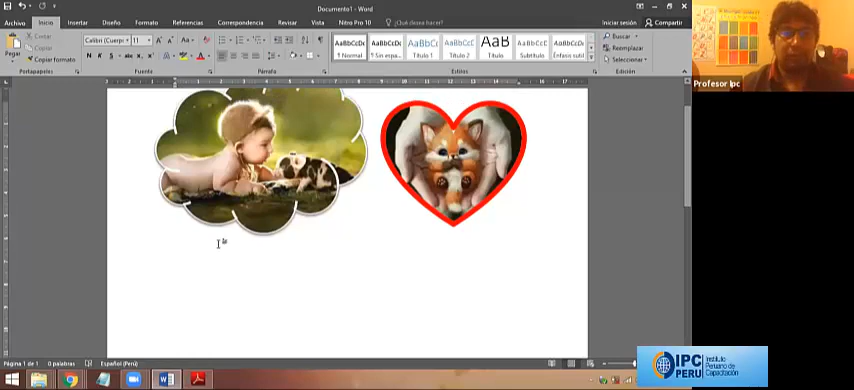 Documento1 - Word
Archivo Inicio Insertar Diseño Formato Referencias Correspondencia Revisar Vista Nitro Pro 10 ¿Qué desea hacer? Iniciar sesión Compartir
Pegar
Cortar
Copiar
Copiar formato
Calibri (Cuerpo 11
N K S
AaBbCcDc AaBbCcDc AaBbCc AaBbCcC AaB AaBbCcC AaBbCcDc
¶ Normal ¶ Sin espa... Título 1 Título 2 Título Subtítulo Énfasis sutil
Buscar
Reemplazar
Seleccionar
Portapapeles Fuente Párrafo Estilos Edición
Profesor Ipc
Página 1 de 1 0 palabras Español (Perú)
IPC PERU
Instituto
Peruano de
Capacitación